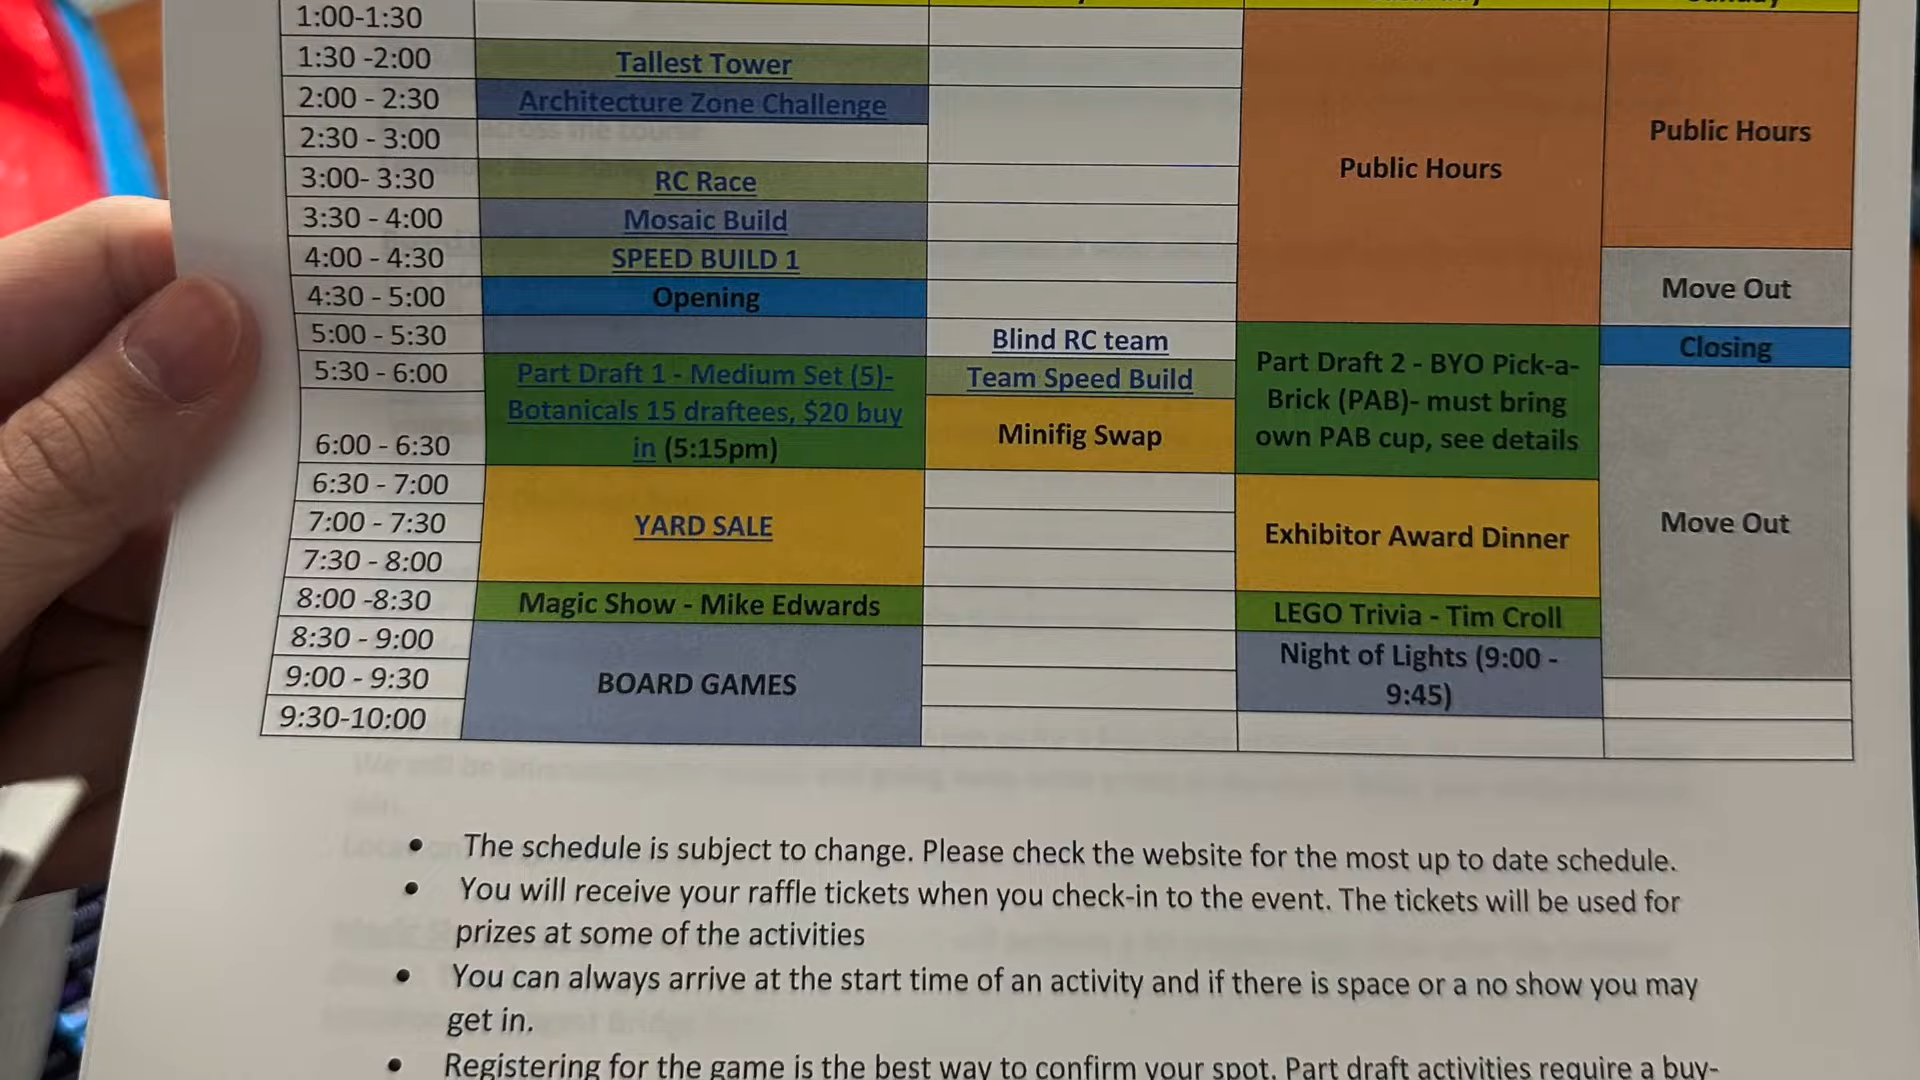 1:00-1:30
1:30 -2:00 Tallest Tower
2:00 - 2:30 Architecture Zone Challenge
2:30 - 3:00
Public Hours
Public Hours
3:00- 3:30 RC Race
3:30 - 4:00 Mosaic Build
4:00 - 4:30 SPEED BUILD 1
4:30 - 5:00 Opening
Move Out
5:00 - 5:30
Blind RC team
Closing
5:30 - 6:00
Part Draft 1 - Medium Set (5)-
Botanicals 15 draftees, $20 buy
in (5:15pm)
Team Speed Build
Minifig Swap
Part Draft 2 - BYO Pick-a-
Brick (PAB)- must bring
own PAB cup, see details
6:00 - 6:30
6:30 - 7:00
7:00 - 7:30
YARD SALE
Exhibitor Award Dinner
Move Out
7:30 - 8:00
8:00 -8:30
Magic Show - Mike Edwards
LEGO Trivia - Tim Croll
8:30 - 9:00
9:00 - 9:30
BOARD GAMES
Night of Lights (9:00 -
9:45)
9:30-10:00
• The schedule is subject to change. Please check the website for the most up to date schedule.
• You will receive your raffle tickets when you check-in to the event. The tickets will be used for
prizes at some of the activities
• You can always arrive at the start time of an activity and if there is space or a no show you may
get in.
• Registering for the game is the best way to confirm your spot. Part draft activities require a buy-